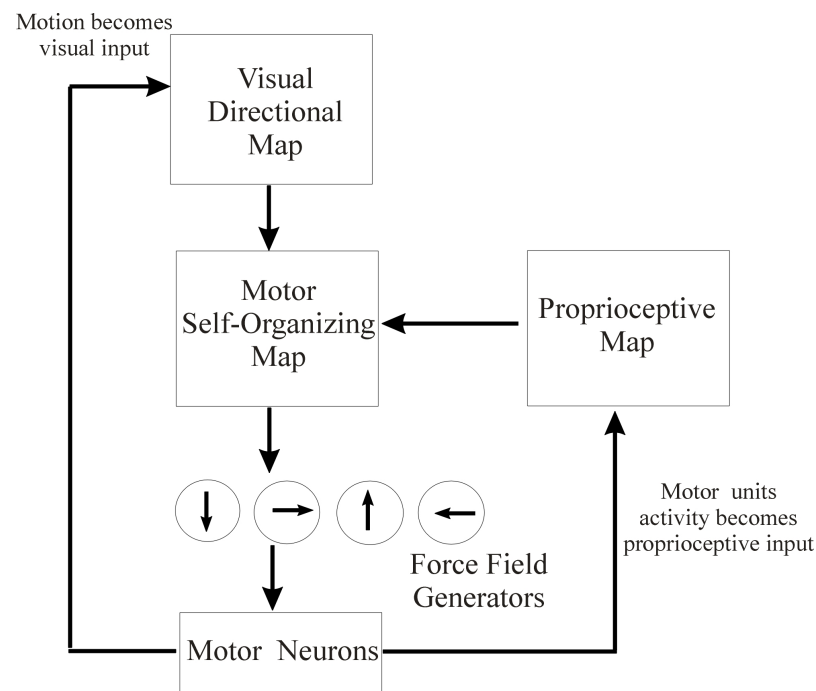 Motion becomes
visual input
Visual
Directional
Map
Motor
Self-Organizing
Map
Proprioceptive
Map
Motor units
activity becomes
proprioceptive input
Force Field
Generators
Motor Neurons